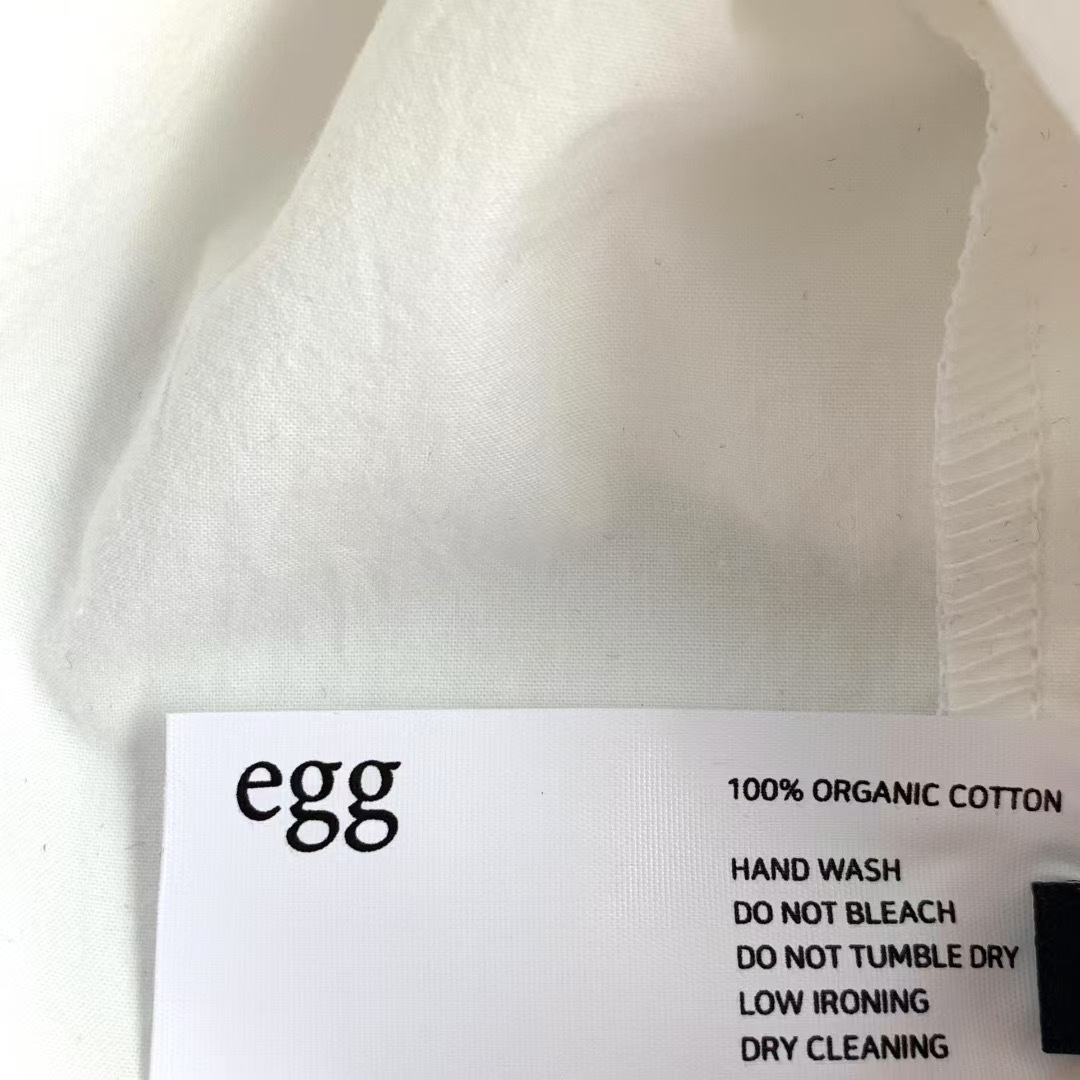 egg
100% ORGANIC COTTON
HAND WASH
DO NOT BLEACH
DO NOT TUMBLE DRY
LOW IRONING
DRY CLEANING